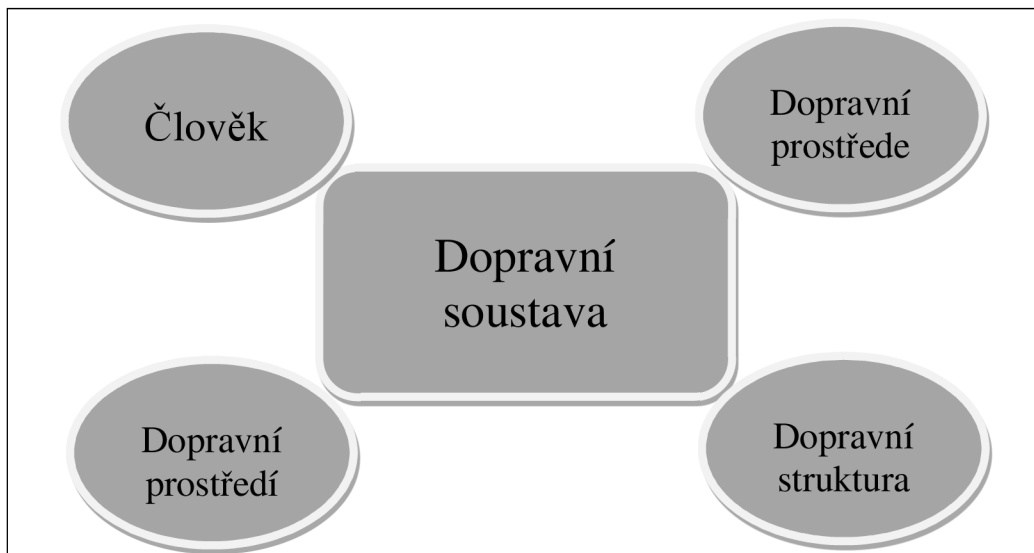 Člověk
Dopravní
prostřede
Dopravní
soustava
Dopravní
prostředí
Dopravní
struktura